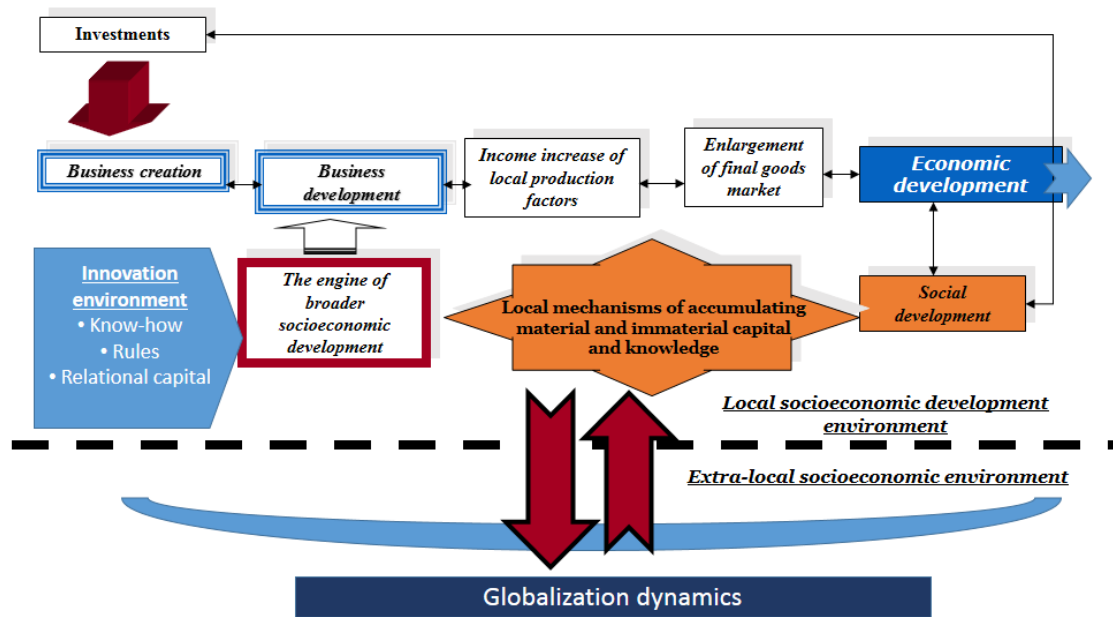 Investments
Business creation
Business
development
Income increase of
local production
factors
Enlargement
of final goods
market
Economic
development
Innovation
environment
• Know-how
• Rules
• Relational capital
The engine of
broader
socioeconomic
development
Local mechanisms of accumulating
material and immaterial capital
and knowledge
Social
development
Local socioeconomic development
environment
Extra-local socioeconomic environment
Globalization dynamics